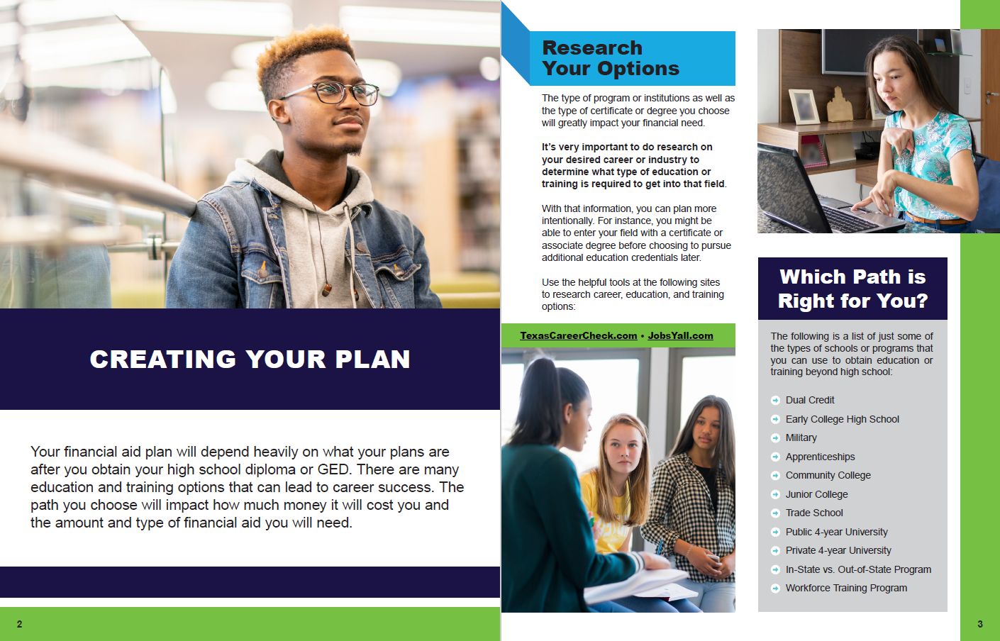 CREATING YOUR PLAN
Your financial aid plan will depend heavily on what your plans are
after you obtain your high school diploma or GED. There are many
education and training options that can lead to career success. The
path you choose will impact how much money it will cost you and
the amount and type of financial aid you will need.
2
Research
Your Options
The type of program or institutions as well as
the type of certificate or degree you choose
will greatly impact your financial need.
It's very important to do research on
your desired career or industry to
determine what type of education or
training is required to get into that field.
With that information, you can plan more
intentionally. For instance, you might be
able to enter your field with a certificate or
associate degree before choosing to pursue
additional education credentials later.
Use the helpful tools at the following sites
to research career, education, and training
options:
TexasCareerCheck.com • JobsYall.com
Which Path is
Right for You?
The following is a list of just some of
the types of schools or programs that
you can use to obtain education or
training beyond high school:
Dual Credit
Early College High School
Military
Apprenticeships
Community College
Junior College
Trade School
Public 4-year University
Private 4-year University
In-State vs. Out-of-State Program
Workforce Training Program
3